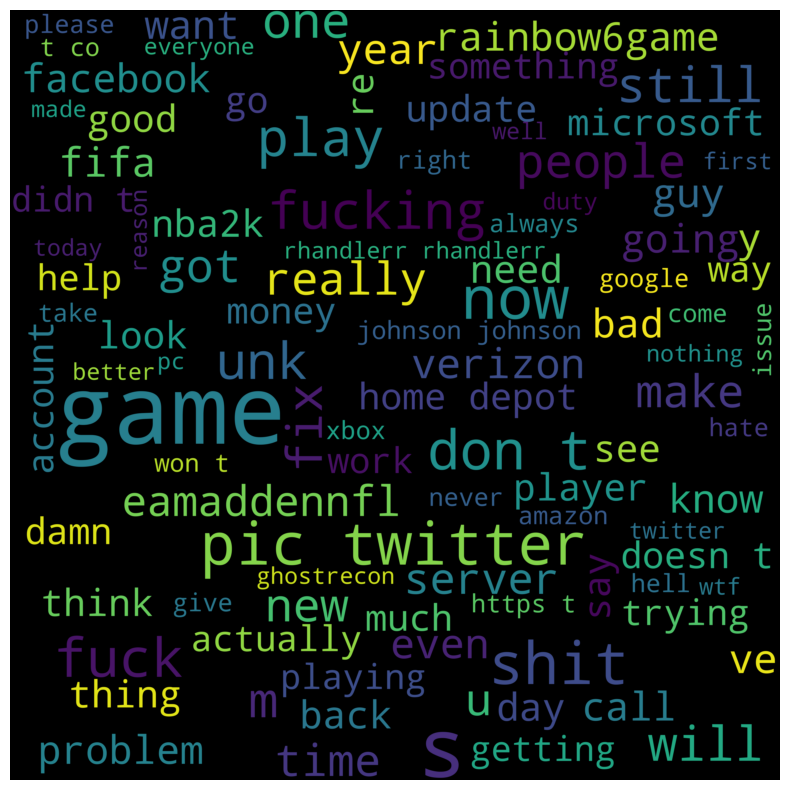 please want one year rainbow6game
t co everyone something still
facebook go re update microsoft
made good play well
fifa right people first
didn t reason fucking duty guy
nba2k always going y
today rhandlerr rhandlerr
help got really need google way
take money now bad come
look johnson johnson issue
better pc unk verizon nothing
account game fix home depot make
xbox hate
won t work don t see
eamaddennfl never player know
damn pic twitter amazon twitter
ghostrecon server doesn t
think give new https t say hell wtf
actually much trying
fuck even shit ve
thing m playing u day call
back s
problem time getting will